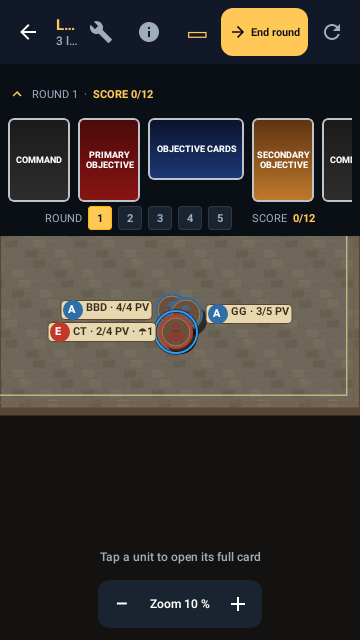 L...
3 l...
End round
ROUND 1 · SCORE 0/12
COMMAND
PRIMARY
OBJECTIVE
OBJECTIVE CARDS
SECONDARY
OBJECTIVE
COM
ROUND 1 2 3 4 5 SCORE 0/12
A BBD · 4/4 PV
A GG · 3/5 PV
E CT · 2/4 PV · ☂1
Tap a unit to open its full card
− Zoom 10 % +